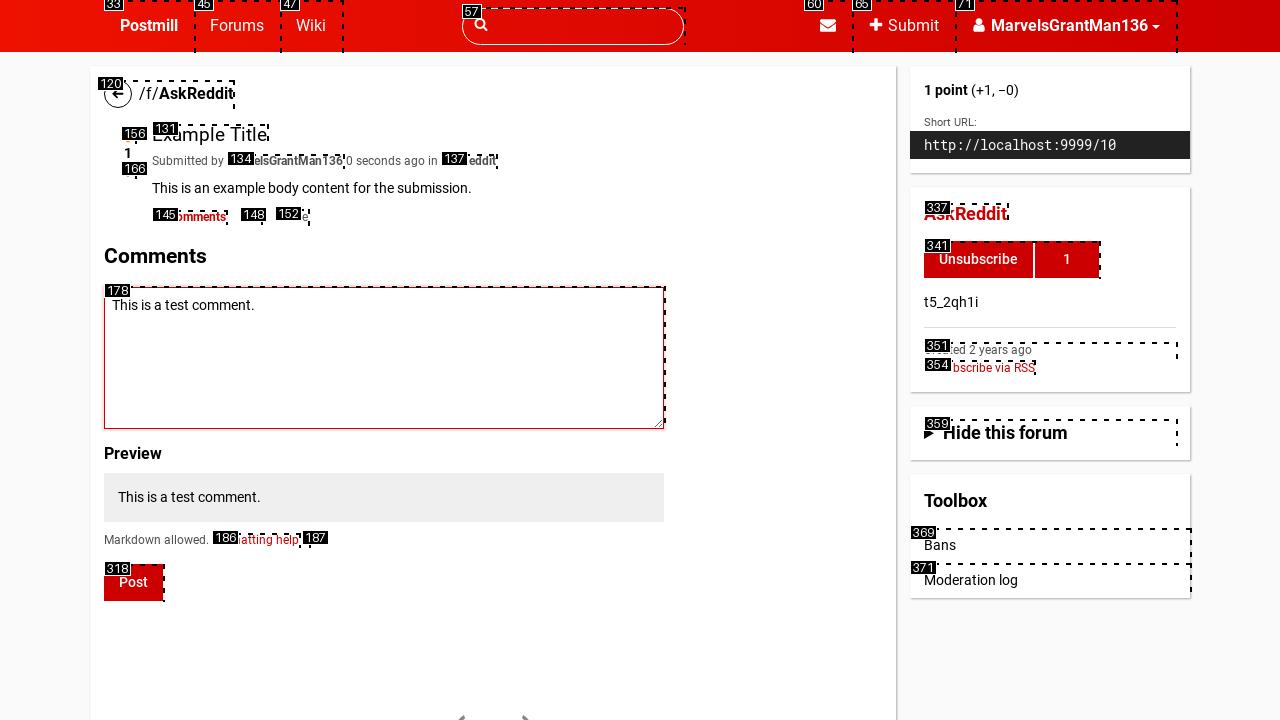 33
45
47
57
60
65
71
Postmill
Forums
Wiki
Submit
MarvelsGrantMan136
120
/f/AskReddit
156
1
166
131
Example Title
Submitted by 134 elsGrantMan136 0 seconds ago in 137 eddit
This is an example body content for the submission.
145 omments 148 152 e
Comments
178
This is a test comment.
Preview
This is a test comment.
Markdown allowed. 186 atting help 187
318
Post
1 point (+1, −0)
Short URL:
http://localhost:9999/10
337
AskReddit
341
Unsubscribe
1
t5_2qh1i
351 ted 2 years ago
354 bscribe via RSS
359
Hide this forum
Toolbox
369
Bans
371
Moderation log